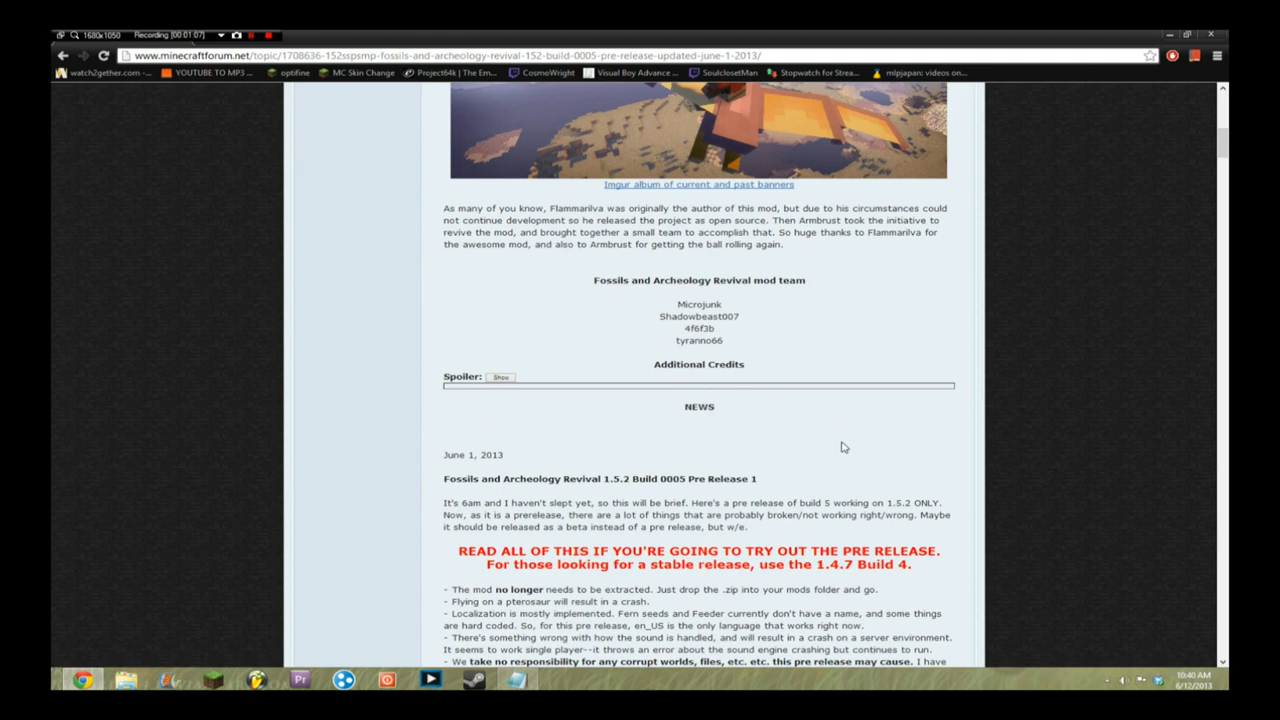 1680x1050 Recording [00:01:07]
www.minecraftforum.net/topic/1708636-152sspsmp-fossils-and-archeology-revival-152-build-0005-pre-release-updated-june-1-2013/
watch2gether.com -... YOUTUBE TO MP3 ... optifine MC Skin Change Project64k | The Em... CosmoWright Visual Boy Advance ... SoulclosetMan Stopwatch for Strea... mlpjapan: videos on...
Imgur album of current and past banners
As many of you know, Flammarilva was originally the author of this mod, but due to his circumstances could
not continue development so he released the project as open source. Then Armbrust took the initiative to
revive the mod, and brought together a small team to accomplish that. So huge thanks to Flammarilva for
the awesome mod, and also to Armbrust for getting the ball rolling again.
Fossils and Archeology Revival mod team
Microjunk
Shadowbeast007
4f6f3b
tyranno66
Additional Credits
Spoiler: Show
NEWS
June 1, 2013
Fossils and Archeology Revival 1.5.2 Build 0005 Pre Release 1
It's 6am and I haven't slept yet, so this will be brief. Here's a pre release of build 5 working on 1.5.2 ONLY.
Now, as it is a prerelease, there are a lot of things that are probably broken/not working right/wrong. Maybe
it should be released as a beta instead of a pre release, but w/e.
READ ALL OF THIS IF YOU'RE GOING TO TRY OUT THE PRE RELEASE.
For those looking for a stable release, use the 1.4.7 Build 4.
- The mod no longer needs to be extracted. Just drop the .zip into your mods folder and go.
- Flying on a pterosaur will result in a crash.
- Localization is mostly implemented. Fern seeds and Feeder currently don't have a name, and some things
are hard coded. So, for this pre release, en_US is the only language that works right now.
- There's something wrong with how the sound is handled, and will result in a crash on a server environment.
It seems to work single player--it throws an error about the sound engine crashing but continues to run.
- We take no responsibility for any corrupt worlds, files, etc. etc. this pre release may cause. I have
Pr
10:40 AM
6/12/2013